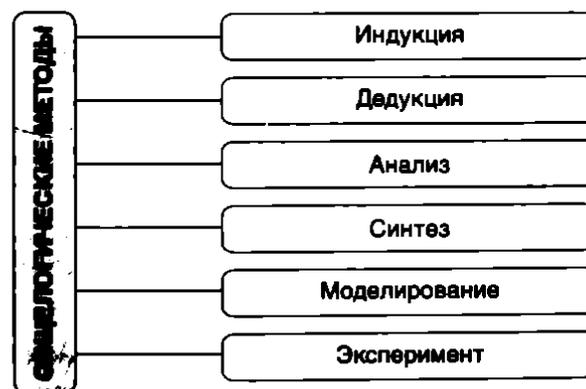 ОБЩЕЛОГИЧЕСКИЕ МЕТОДЫ
Индукция
Дедукция
Анализ
Синтез
Моделирование
Эксперимент